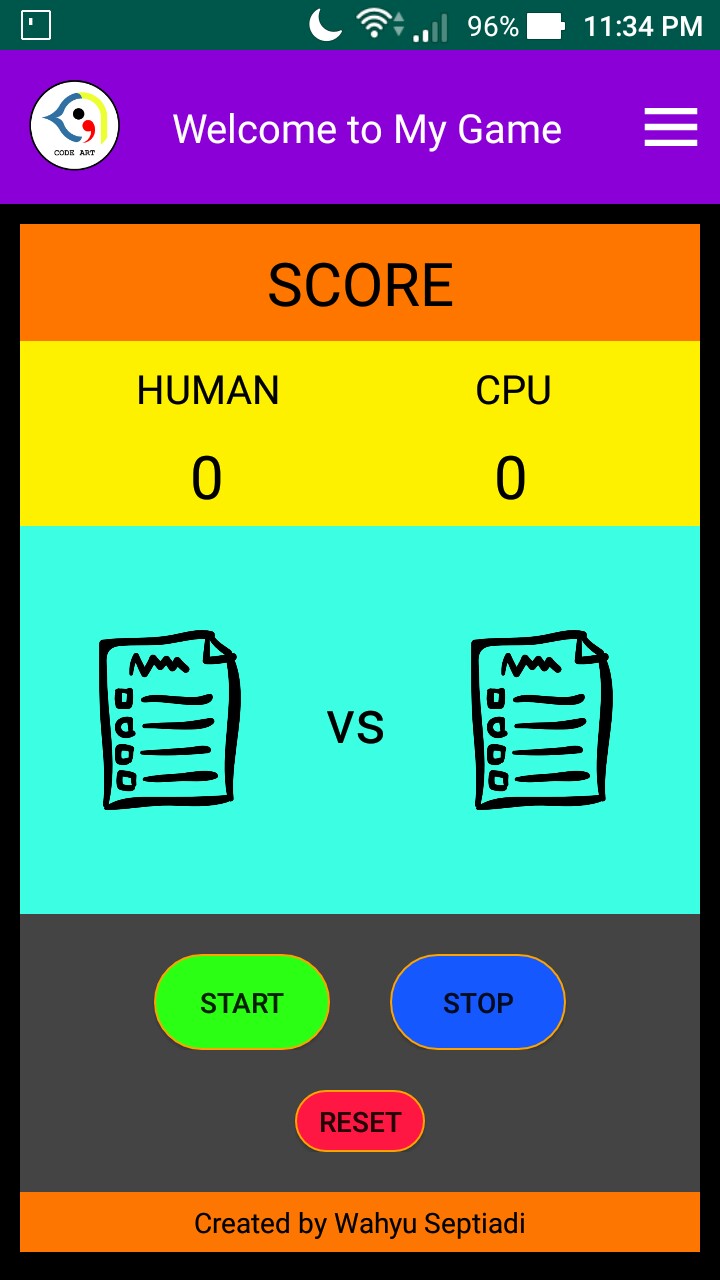 96% 11:34 PM
CODE ART
Welcome to My Game
SCORE
HUMAN CPU
0 0
VS
START STOP
RESET
Created by Wahyu Septiadi